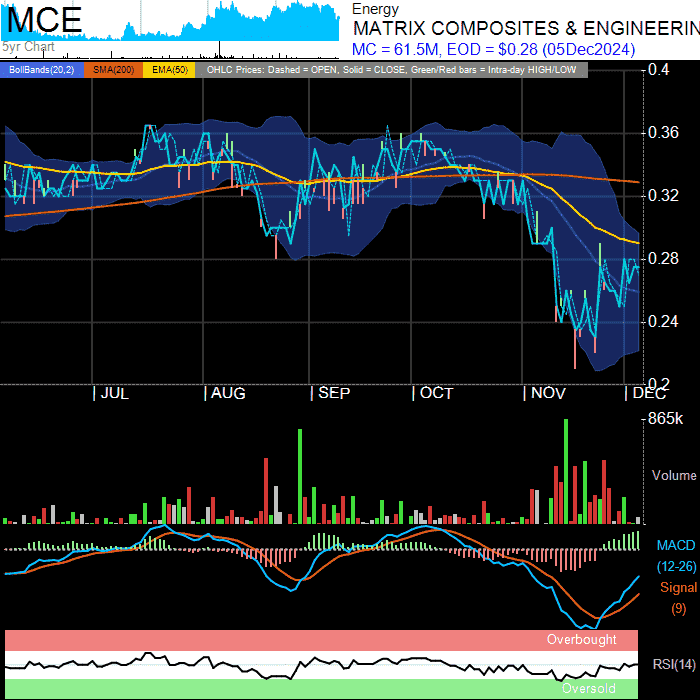 MCE
5yr Chart
Energy
MATRIX COMPOSITES & ENGINEERIN
MC = 61.5M, EOD = $0.28 (05Dec2024)
BollBands(20,2) SMA(200) EMA(50) OHLC Prices: Dashed = OPEN, Solid = CLOSE, Green/Red bars = Intra-day HIGH/LOW
0.4
0.36
0.32
0.28
0.24
0.2
| JUL | AUG | SEP | OCT | NOV | DEC
865k
Volume
MACD
(12-26)
Signal
(9)
Overbought
RSI(14)
Oversold